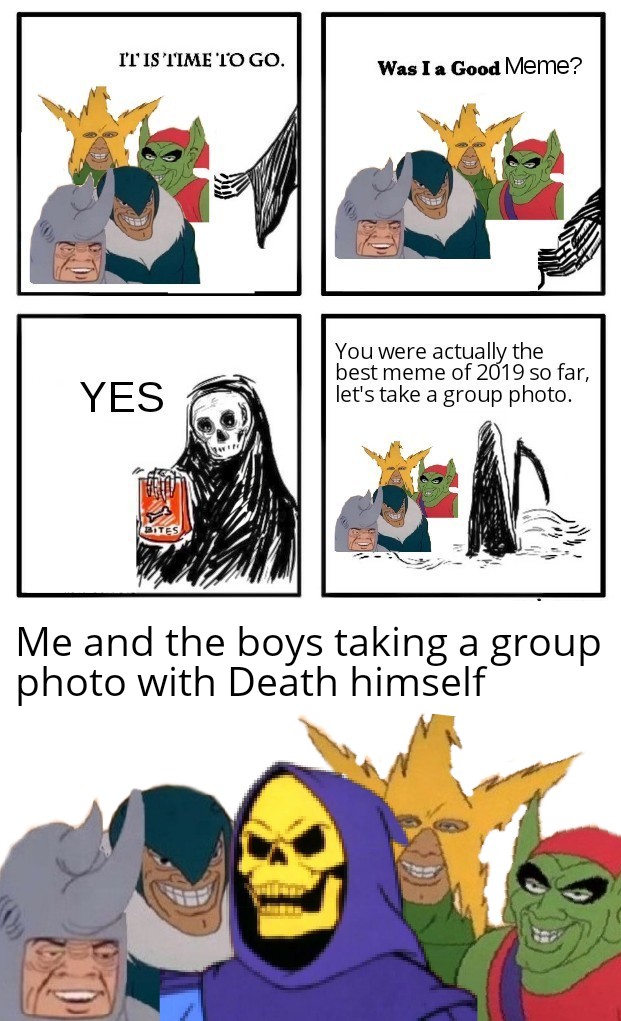 IT IS TIME TO GO.
Was I a Good Meme?
YES
BITES
You were actually the
best meme of 2019 so far,
let's take a group photo.
Me and the boys taking a group
photo with Death himself